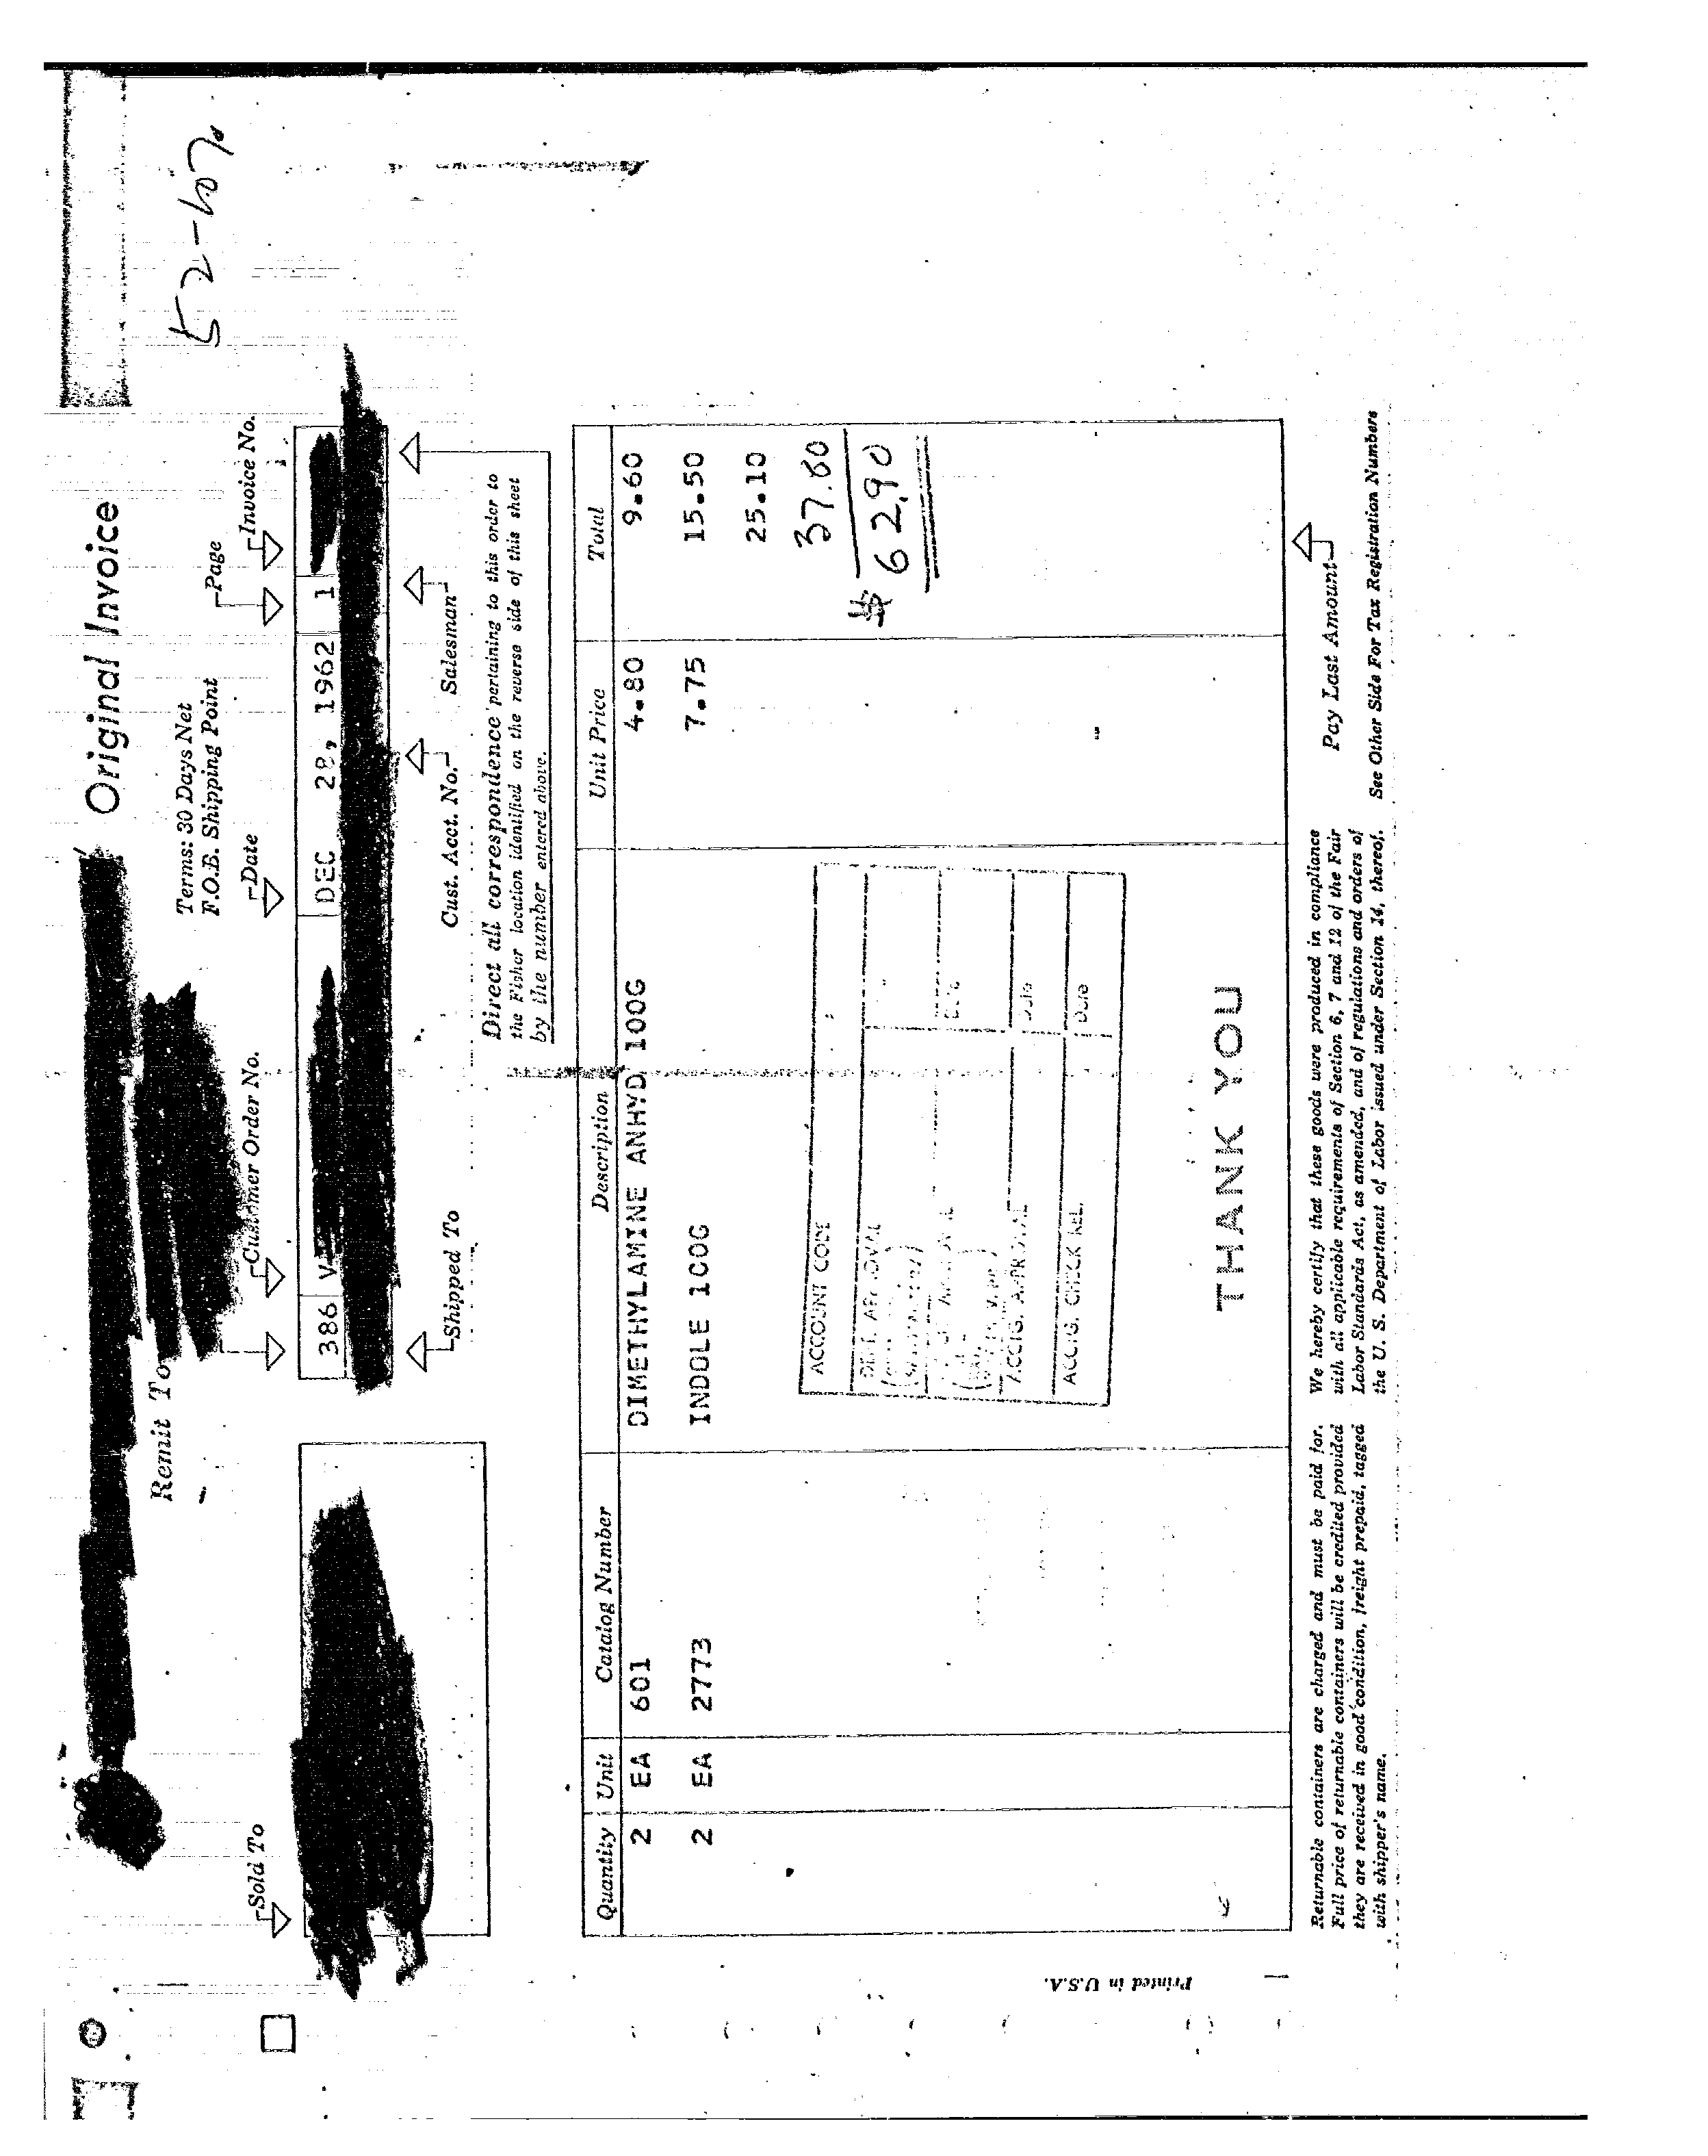 52-107
Original Invoice
Remit To
Terms: 30 Days Net
F.O.B. Shipping Point
Sold To
Customer Order No.
Date
Page
Invoice No.
386 V DEC 28, 1962 1
Shipped To
Cust. Acct. No.
Salesman
Direct all correspondence pertaining to this order to
the Fisher location identified on the reverse side of this sheet
by the number entered above.
Quantity Unit Catalog Number Description Unit Price Total
2 EA 601 DIMETHYLAMINE ANHYD 100G 4.80 9.60
2 EA 2773 INDOLE 100G 7.75 15.50
25.10
37.80
$ 62.90
ACCOUNT CODE
DEPT. APPROVAL
Date
ACCTG. APPROVAL Date
ACCTG. CHECK REL. Date
THANK YOU
Printed in U.S.A.
Returnable containers are charged and must be paid for.
Full price of returnable containers will be credited provided
they are received in good condition, freight prepaid, tagged
with shipper's name.
We hereby certify that these goods were produced in compliance
with all applicable requirements of Section 6, 7 and 12 of the Fair
Labor Standards Act, as amended, and of regulations and orders of
the U. S. Department of Labor issued under Section 14, thereof.
Pay Last Amount
See Other Side For Tax Registration Numbers